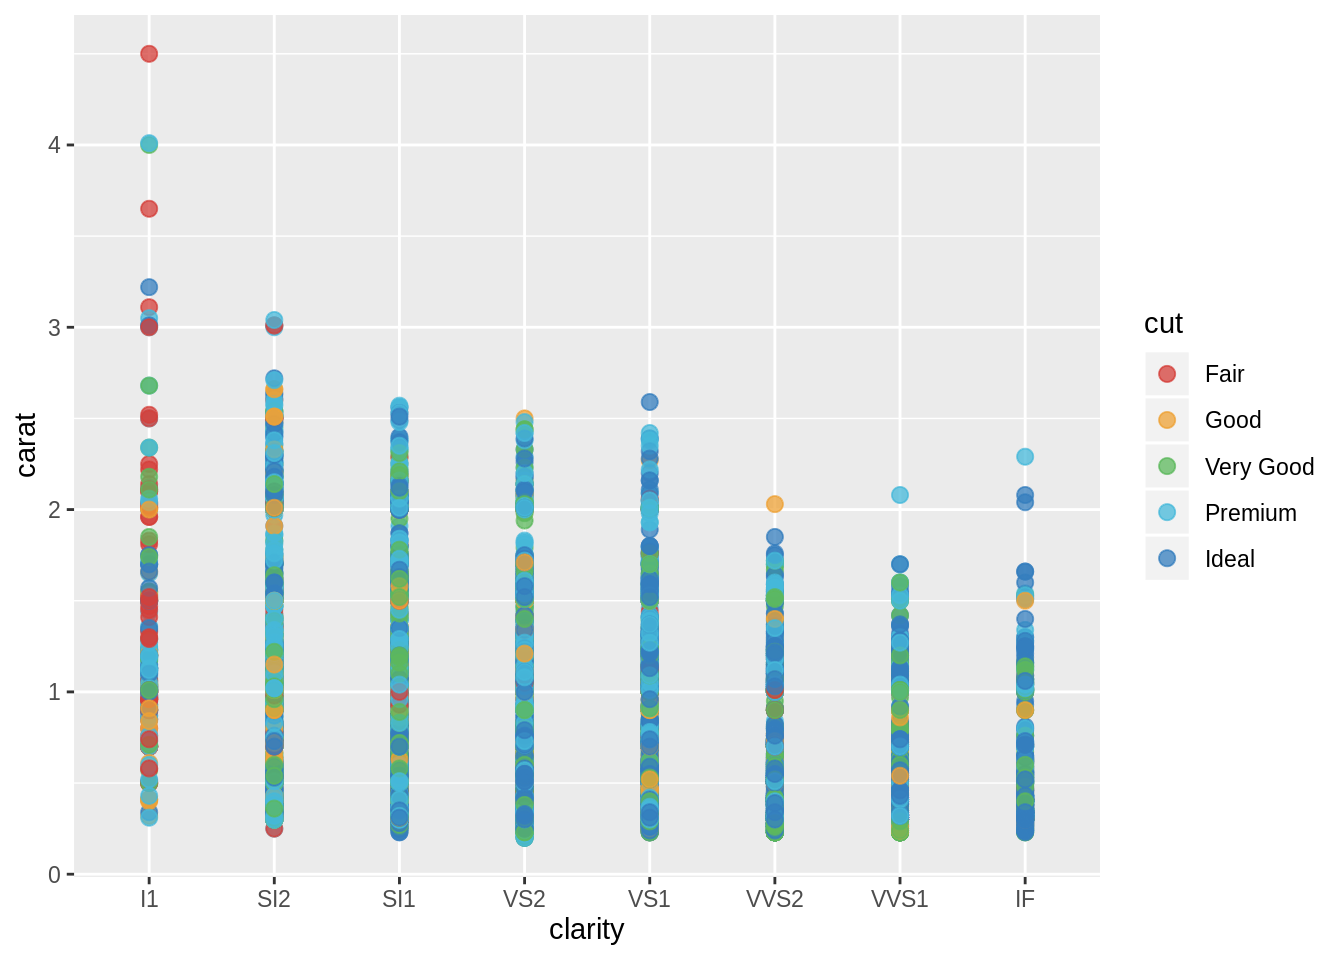 4
3
2
1
0
carat
I1 SI2 SI1 VS2 VS1 VVS2 VVS1 IF
clarity
cut
Fair
Good
Very Good
Premium
Ideal